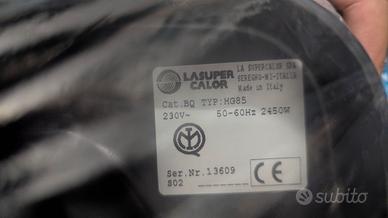 LASUPER
CALOR
LA SUPERCALOR SPA
SEREGNO-MI-ITALIA
Made in Italy
Cat.BQ TYP:HG85
230V~ 50-60Hz 2450W
Ser.Nr.13609
S02
CE
subito